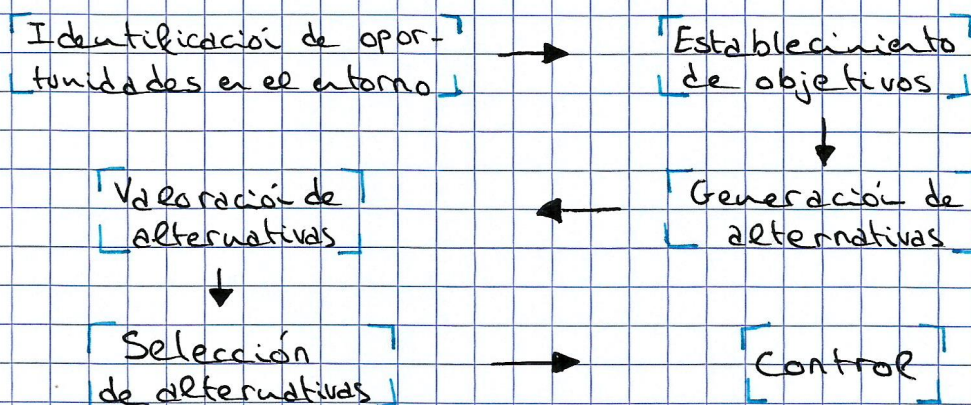 Identificación de opor-
tunidades en el entorno
Establecimiento
de objetivos
Generación de
alternativas
Valoración de
alternativas
Selección
de alternativas
Control